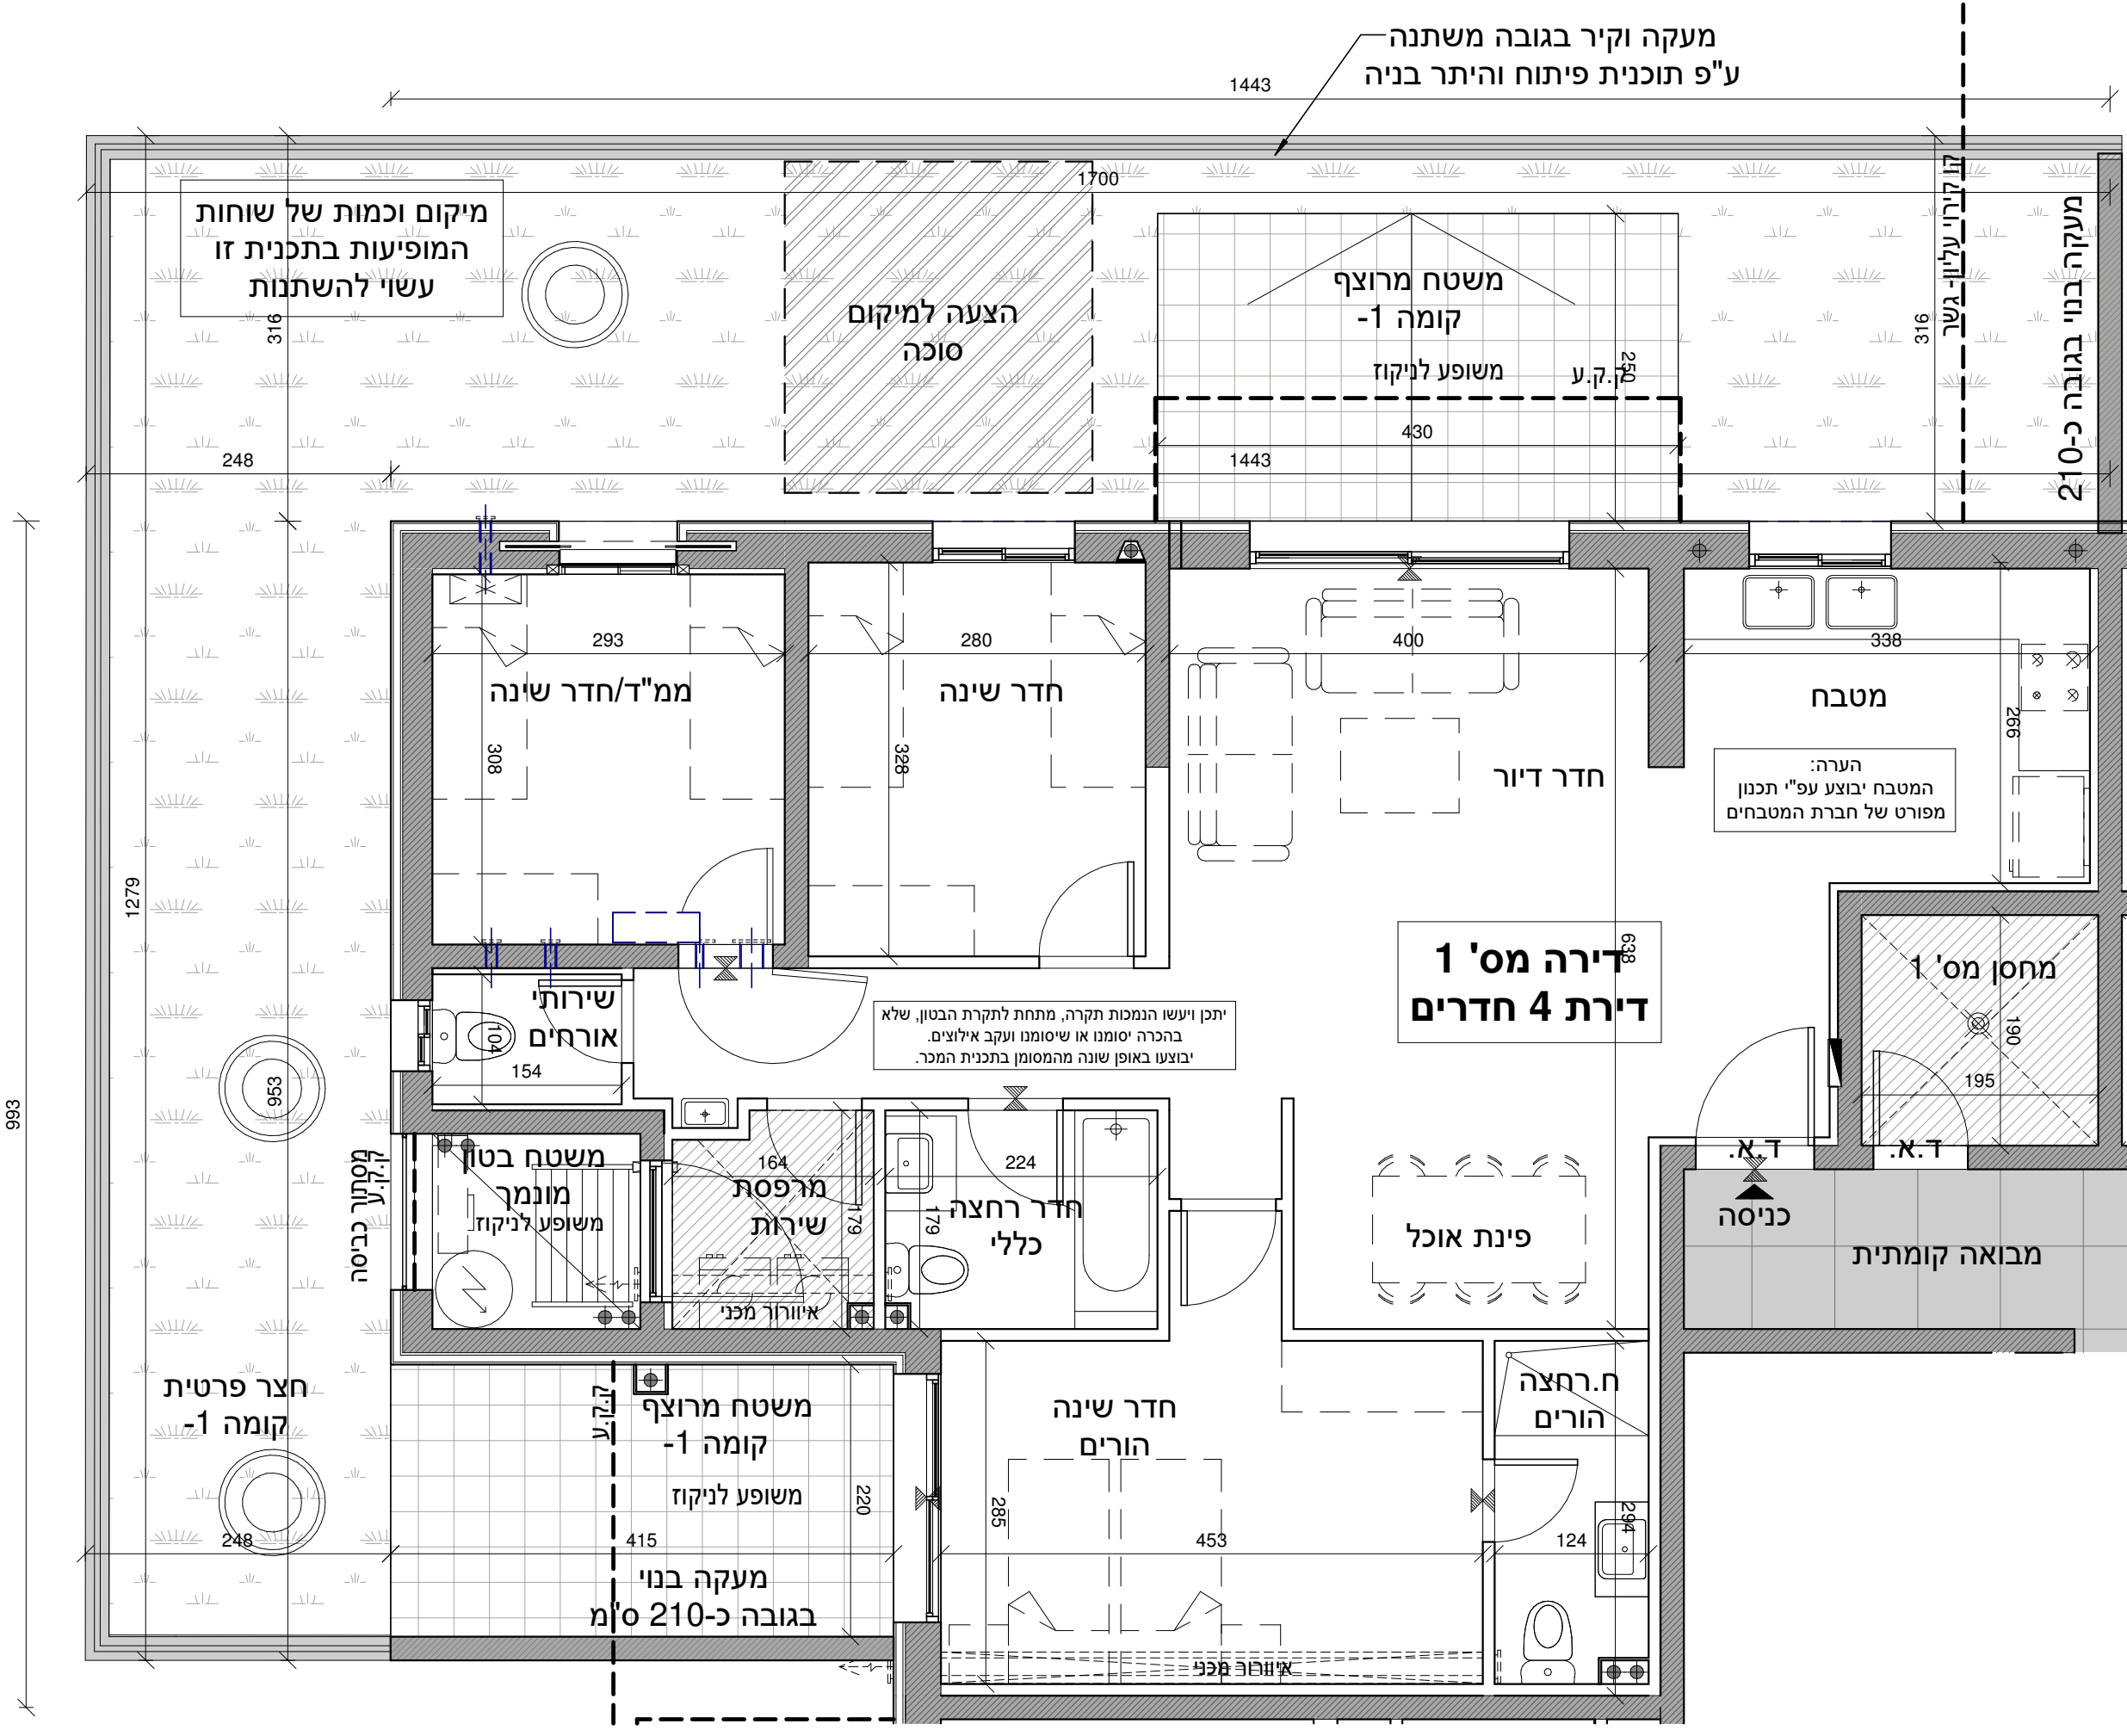 מעקה וקיר בגובה משתנה
ע"פ תוכנית פיתוח והיתר בניה
1443
1700
מיקום וכמות של שוחות
המופיעות בתכנית זו
עשוי להשתנות
316
הצעה למיקום
סוכה
משטח מרוצף
קומה 1-
משופע לניקוז
ק.ק.ע
250
430
קו קירוי עליון- גשר
316
מעקה בנוי בגובה כ-210
248
1443
293
280
400
338
ממ"ד/חדר שינה
חדר שינה
מטבח
308
328
266
חדר דיור
הערה:
המטבח יבוצע עפ"י תכנון
מפורט של חברת המטבחים
1279
993
953
638
דירה מס' 1
דירת 4 חדרים
מחסן מס' 1
190
195
שירותי
אורחים
104
154
יתכן ויעשו הנמכות תקרה, מתחת לתקרת הבטון, שלא
בהכרה יסומנו או שיסומנו ועקב אילוצים.
יבוצעו באופן שונה מהמסומן בתכנית המכר.
ד.א.
ד.א.
כניסה
מבואה קומתית
מסתור כביסה
ק.ק.ע
משטח בטון
מונמך
משופע לניקוז
164
מרפסת
שירות
179
איוורור מכני
224
179
חדר רחצה
כללי
פינת אוכל
חצר פרטית
קומה 1-
ק.ק.ע
משטח מרוצף
קומה 1-
משופע לניקוז
220
חדר שינה
הורים
ח.רחצה
הורים
285
294
248
415
453
124
מעקה בנוי
בגובה כ-210 ס"מ
איוורור מכני